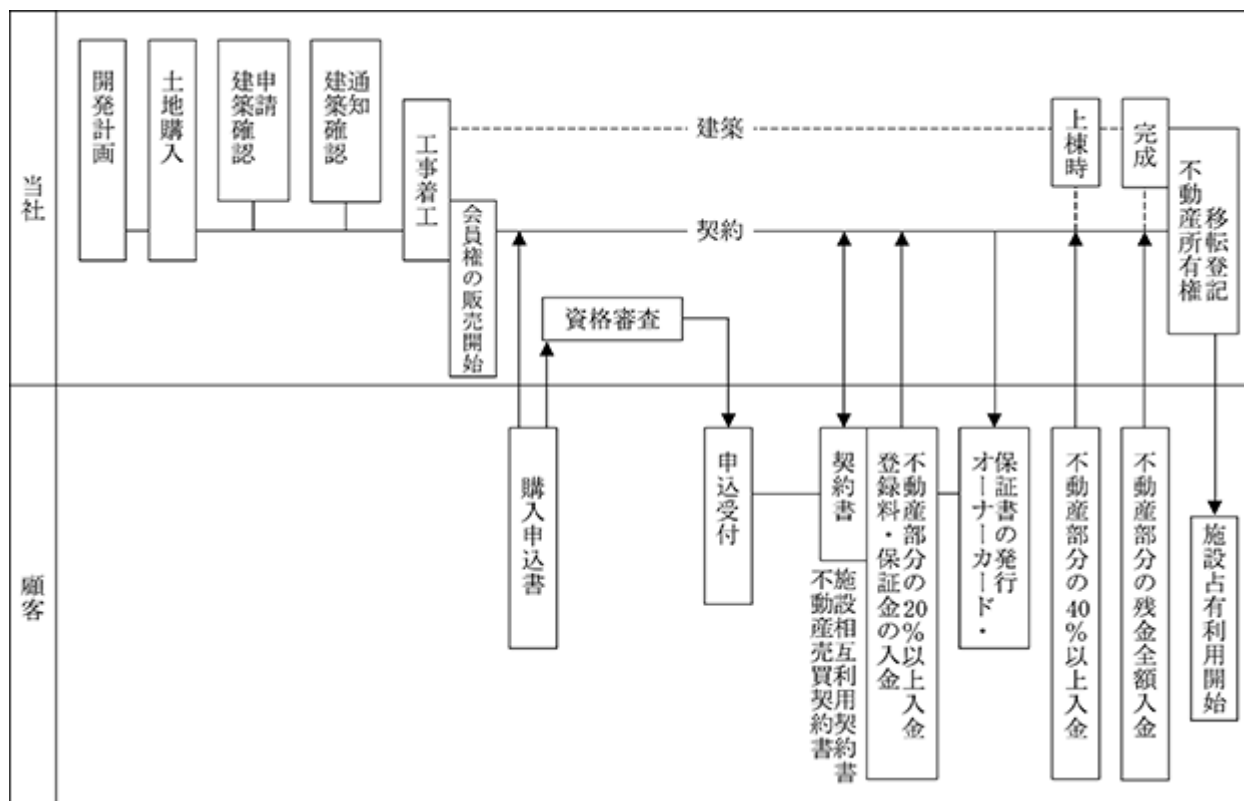 当社
開発計画
土地購入
建築確認
申請
建築確認
通知
工事着工
会員権の販売開始
建築
契約
上棟時
完成
不動産所有権
移転登記
資格審査
顧客
購入申込書
申込受付
契約書
不動産売買契約書
施設相互利用契約書
登録料・保証金の入金
不動産部分の20%以上入金
オーナーカード・
保証書の発行
不動産部分の40%以上入金
不動産部分の残金全額入金
施設占有利用開始